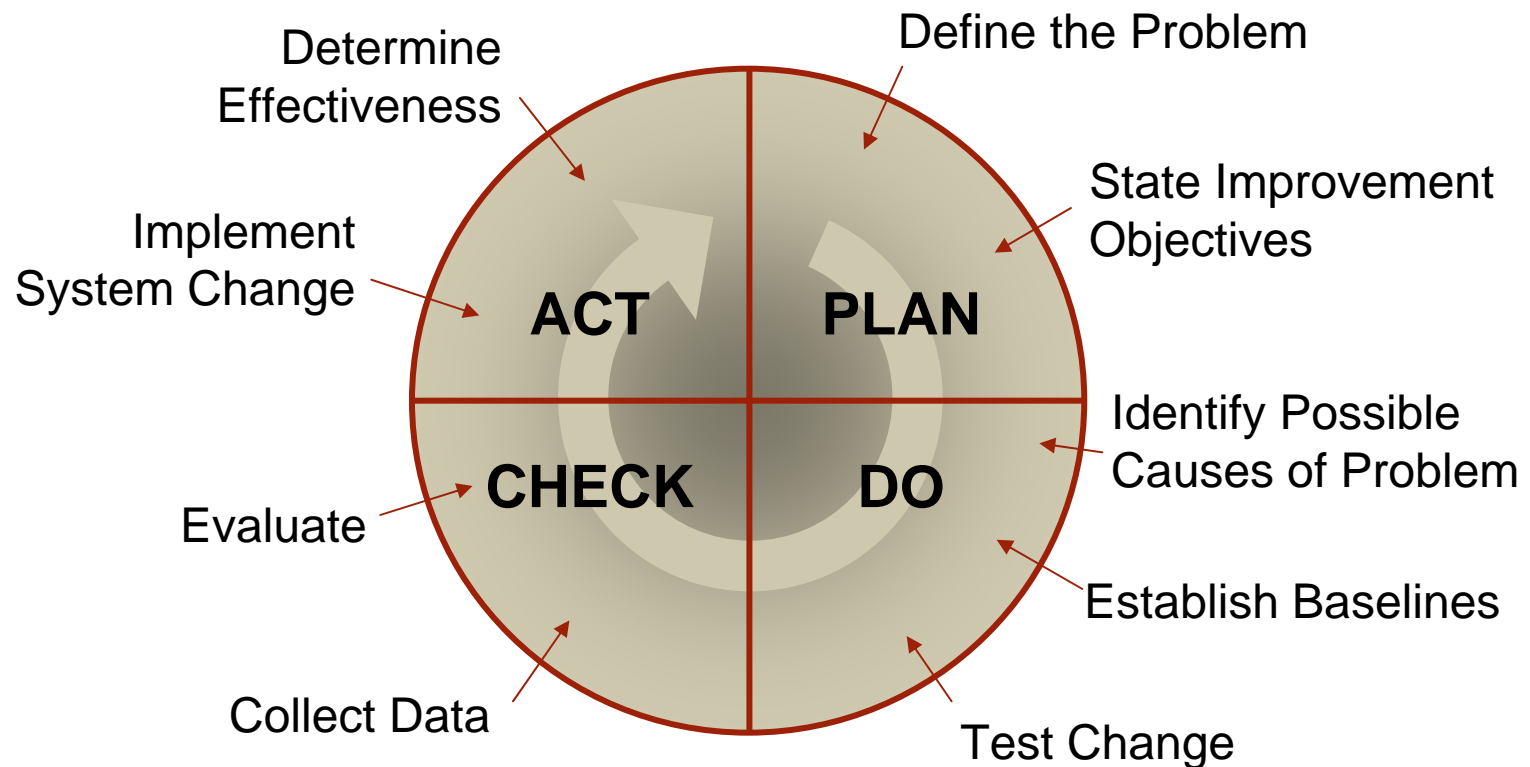 Define the Problem
State Improvement
Objectives
PLAN
Identify Possible
Causes of Problem
DO
Establish Baselines
Test Change
Collect Data
Evaluate
CHECK
Implement
System Change
ACT
Determine
Effectiveness